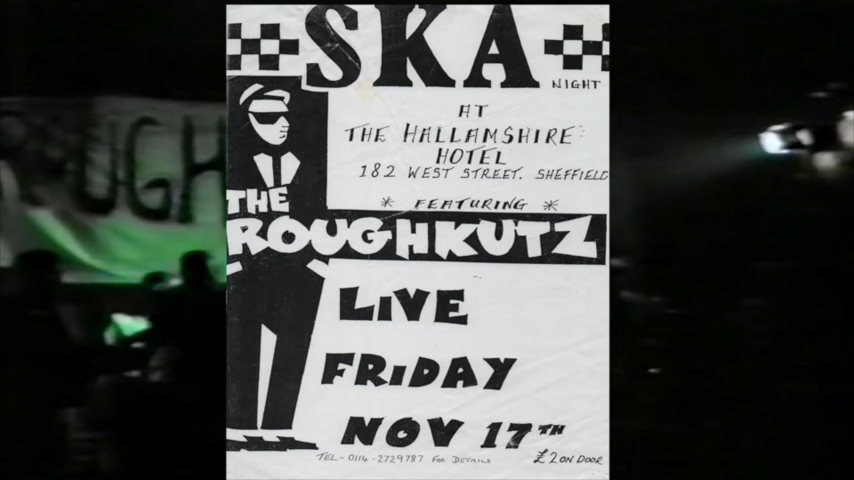 SKA
NIGHT
AT
THE HALLAMSHIRE
HOTEL
182 WEST STREET. SHEFFIELD
* FEATURING *
THE
ROUGHKUTZ
LIVE
FRIDAY
NOV 17TH
TEL-0114-2729787 FOR DETAILS
£2 ON DOOR
OUGH